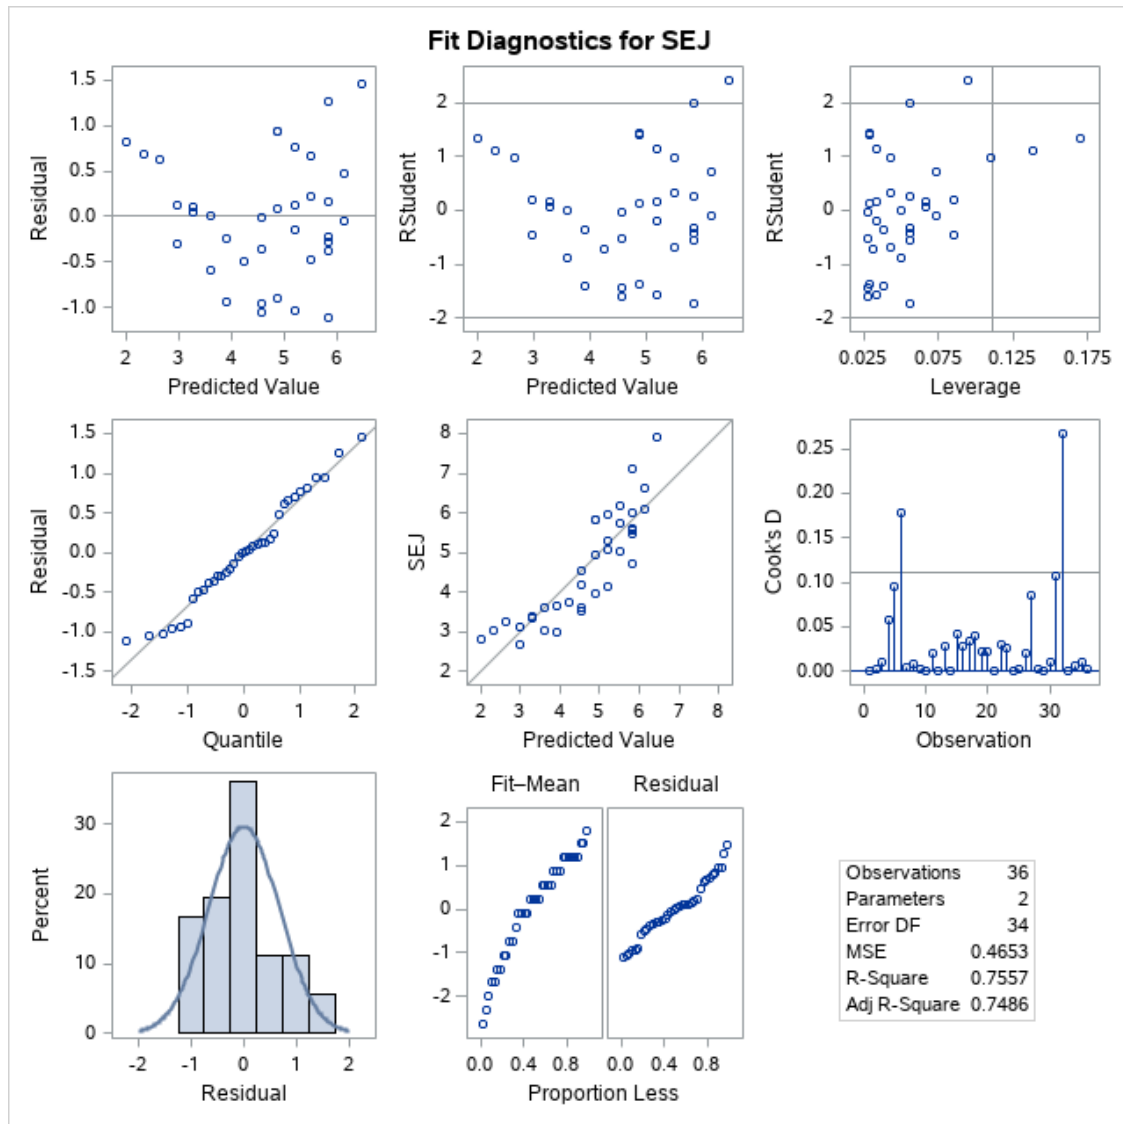 Fit Diagnostics for SEJ
1.5
1.0
0.5
0.0
-0.5
-1.0
Residual
2 3 4 5 6
Predicted Value
2
1
0
-1
-2
RStudent
2 3 4 5 6
Predicted Value
2
1
0
-1
-2
RStudent
0.025 0.075 0.125 0.175
Leverage
1.5
1.0
0.5
0.0
-0.5
-1.0
-1.5
Residual
-2 -1 0 1 2
Quantile
8
7
6
5
4
3
2
SEJ
2 3 4 5 6 7 8
Predicted Value
0.25
0.20
0.15
0.10
0.05
0.00
Cook's D
0 10 20 30
Observation
30
20
10
0
Percent
-2 -1 0 1 2
Residual
Fit–Mean Residual
2
1
0
-1
-2
0.0 0.4 0.8 0.0 0.4 0.8
Proportion Less
Observations 36
Parameters 2
Error DF 34
MSE 0.4653
R-Square 0.7557
Adj R-Square 0.7486